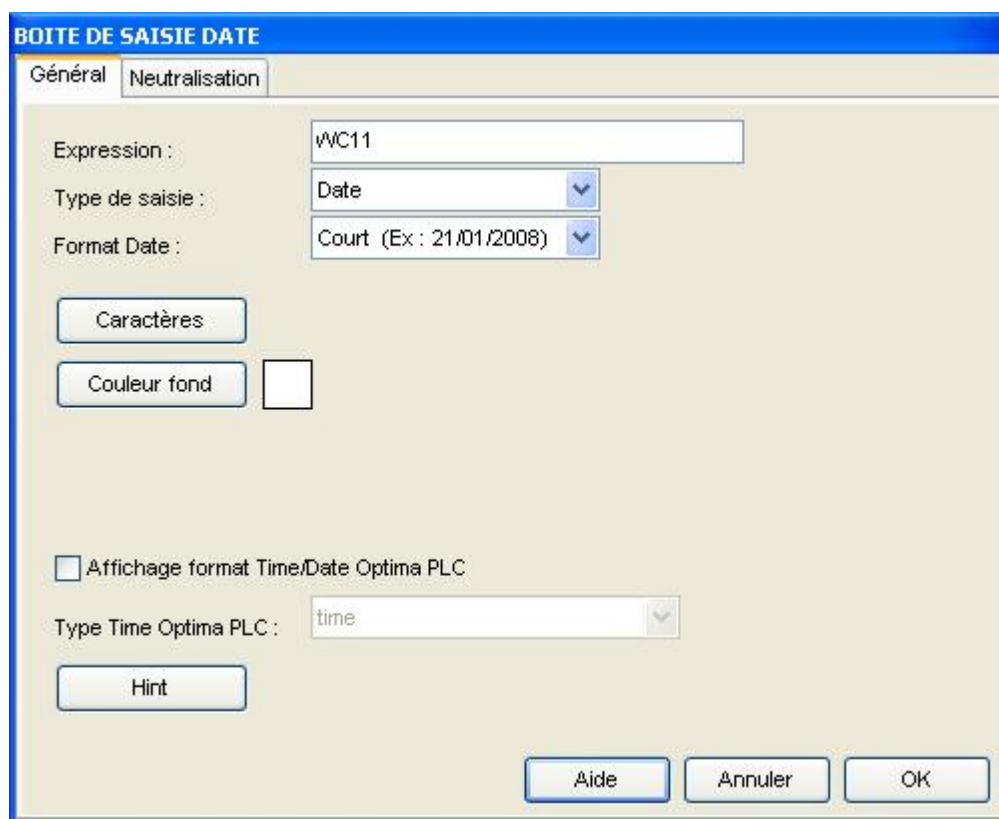 BOITE DE SAISIE DATE
Général Neutralisation
Expression : WC11
Type de saisie : Date
Format Date : Court (Ex : 21/01/2008)
Caractères
Couleur fond
Affichage format Time/Date Optima PLC
Type Time Optima PLC : time
Hint
Aide Annuler OK